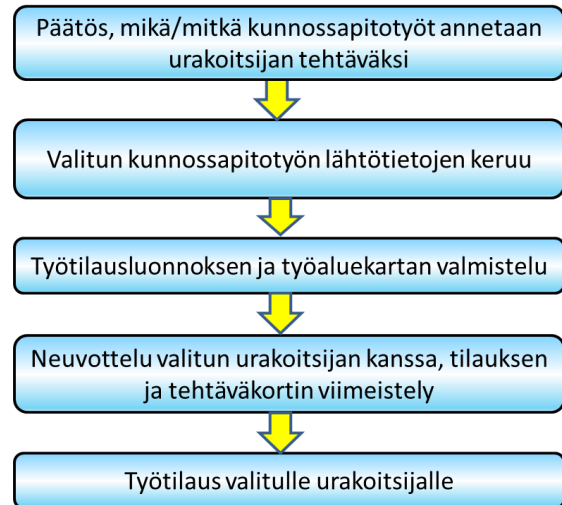 Päätös, mikä/mitkä kunnossapitotyöt annetaan
urakoitsijan tehtäväksi
Valitun kunnossapitotyön lähtötietojen keruu
Työtilausluonnoksen ja työaluekartan valmistelu
Neuvottelu valitun urakoitsijan kanssa, tilauksen
ja tehtäväkortin viimeistely
Työtilaus valitulle urakoitsijalle